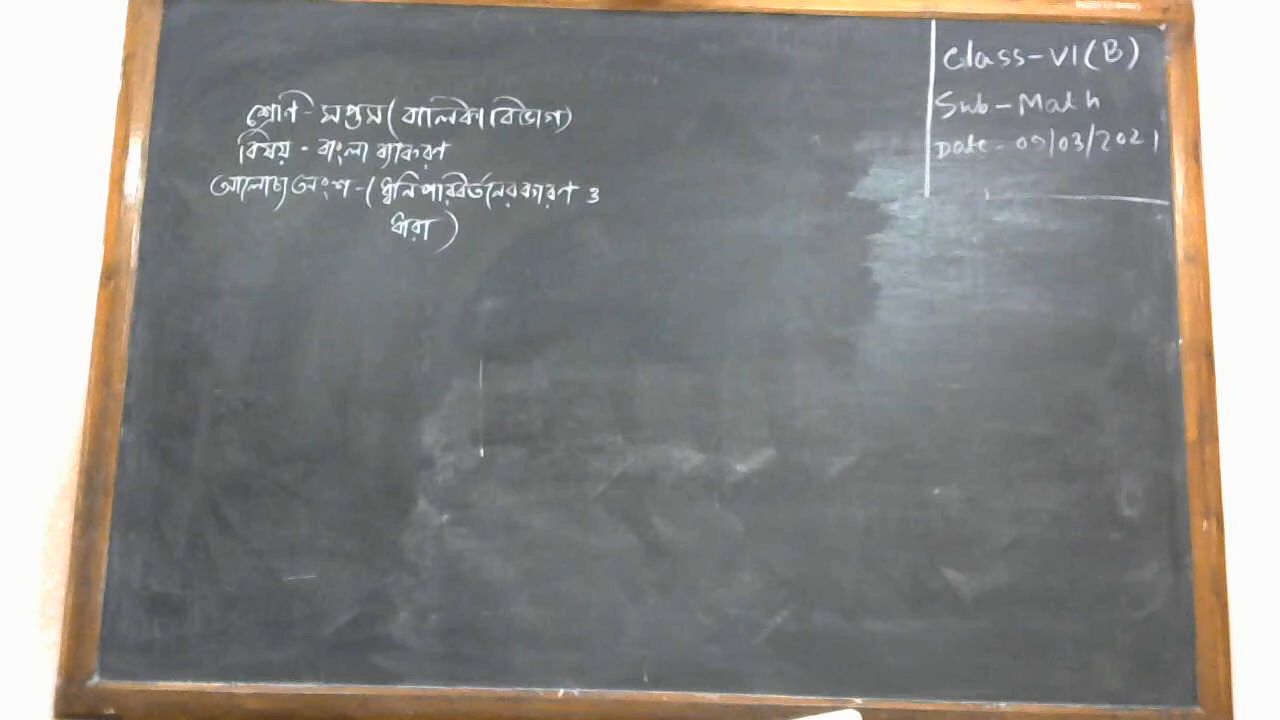 শ্রেণি - সপ্তম (বালিকা বিভাগ)
বিষয় - বাংলা ব্যাকরণ
আলোচ্য অংশ - (ধ্বনি পরিবর্তনের কারণ ও
ধারা)
Class - VI (B)
Sub - Math
Date - 09/03/2021